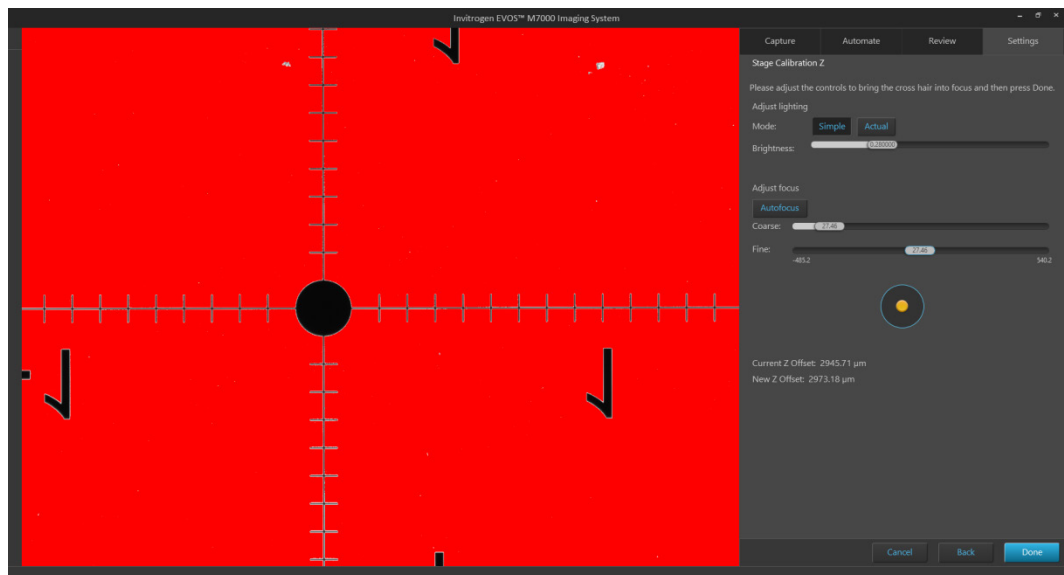 Invitrogen EVOS™ M7000 Imaging System
Capture Automate Review Settings
Stage Calibration Z
Please adjust the controls to bring the cross hair into focus and then press Done.
Adjust lighting
Mode: Simple Actual
Brightness: 0.280000
Adjust focus
Autofocus
Coarse: 27.46
Fine: 27.46
-485.2 540.2
Current Z Offset: 2945.71 μm
New Z Offset: 2973.18 μm
Cancel Back Done